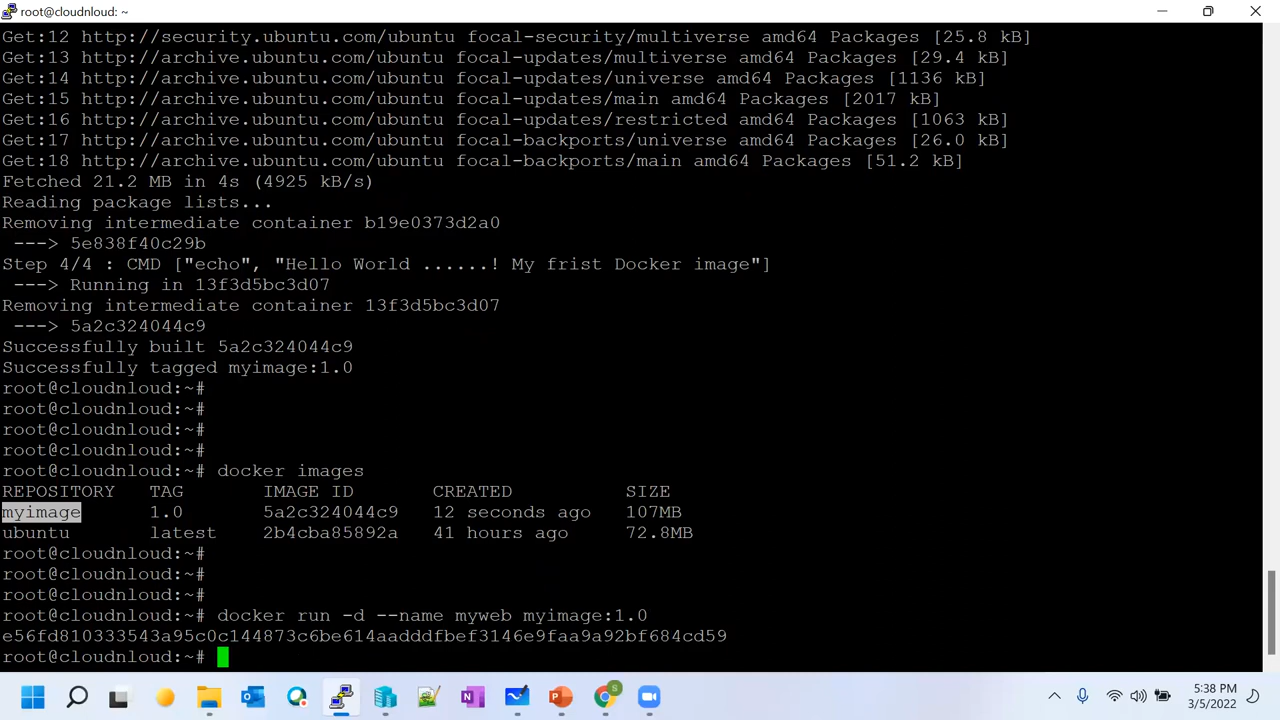 root@cloudnloud: ~
Get:12 http://security.ubuntu.com/ubuntu focal-security/multiverse amd64 Packages [25.8 kB]
Get:13 http://archive.ubuntu.com/ubuntu focal-updates/multiverse amd64 Packages [29.4 kB]
Get:14 http://archive.ubuntu.com/ubuntu focal-updates/universe amd64 Packages [1136 kB]
Get:15 http://archive.ubuntu.com/ubuntu focal-updates/main amd64 Packages [2017 kB]
Get:16 http://archive.ubuntu.com/ubuntu focal-updates/restricted amd64 Packages [1063 kB]
Get:17 http://archive.ubuntu.com/ubuntu focal-backports/universe amd64 Packages [26.0 kB]
Get:18 http://archive.ubuntu.com/ubuntu focal-backports/main amd64 Packages [51.2 kB]
Fetched 21.2 MB in 4s (4925 kB/s)
Reading package lists...
Removing intermediate container b19e0373d2a0
---> 5e838f40c29b
Step 4/4 : CMD ["echo", "Hello World ......! My frist Docker image"]
---> Running in 13f3d5bc3d07
Removing intermediate container 13f3d5bc3d07
---> 5a2c324044c9
Successfully built 5a2c324044c9
Successfully tagged myimage:1.0
root@cloudnloud:~#
root@cloudnloud:~#
root@cloudnloud:~#
root@cloudnloud:~#
root@cloudnloud:~# docker images
REPOSITORY TAG IMAGE ID CREATED SIZE
myimage 1.0 5a2c324044c9 12 seconds ago 107MB
ubuntu latest 2b4cba85892a 41 hours ago 72.8MB
root@cloudnloud:~#
root@cloudnloud:~#
root@cloudnloud:~#
root@cloudnloud:~# docker run -d --name myweb myimage:1.0
e56fd810333543a95c0c144873c6be614aadddfbef3146e9faa9a92bf684cd59
root@cloudnloud:~#
5:38 PM
3/5/2022